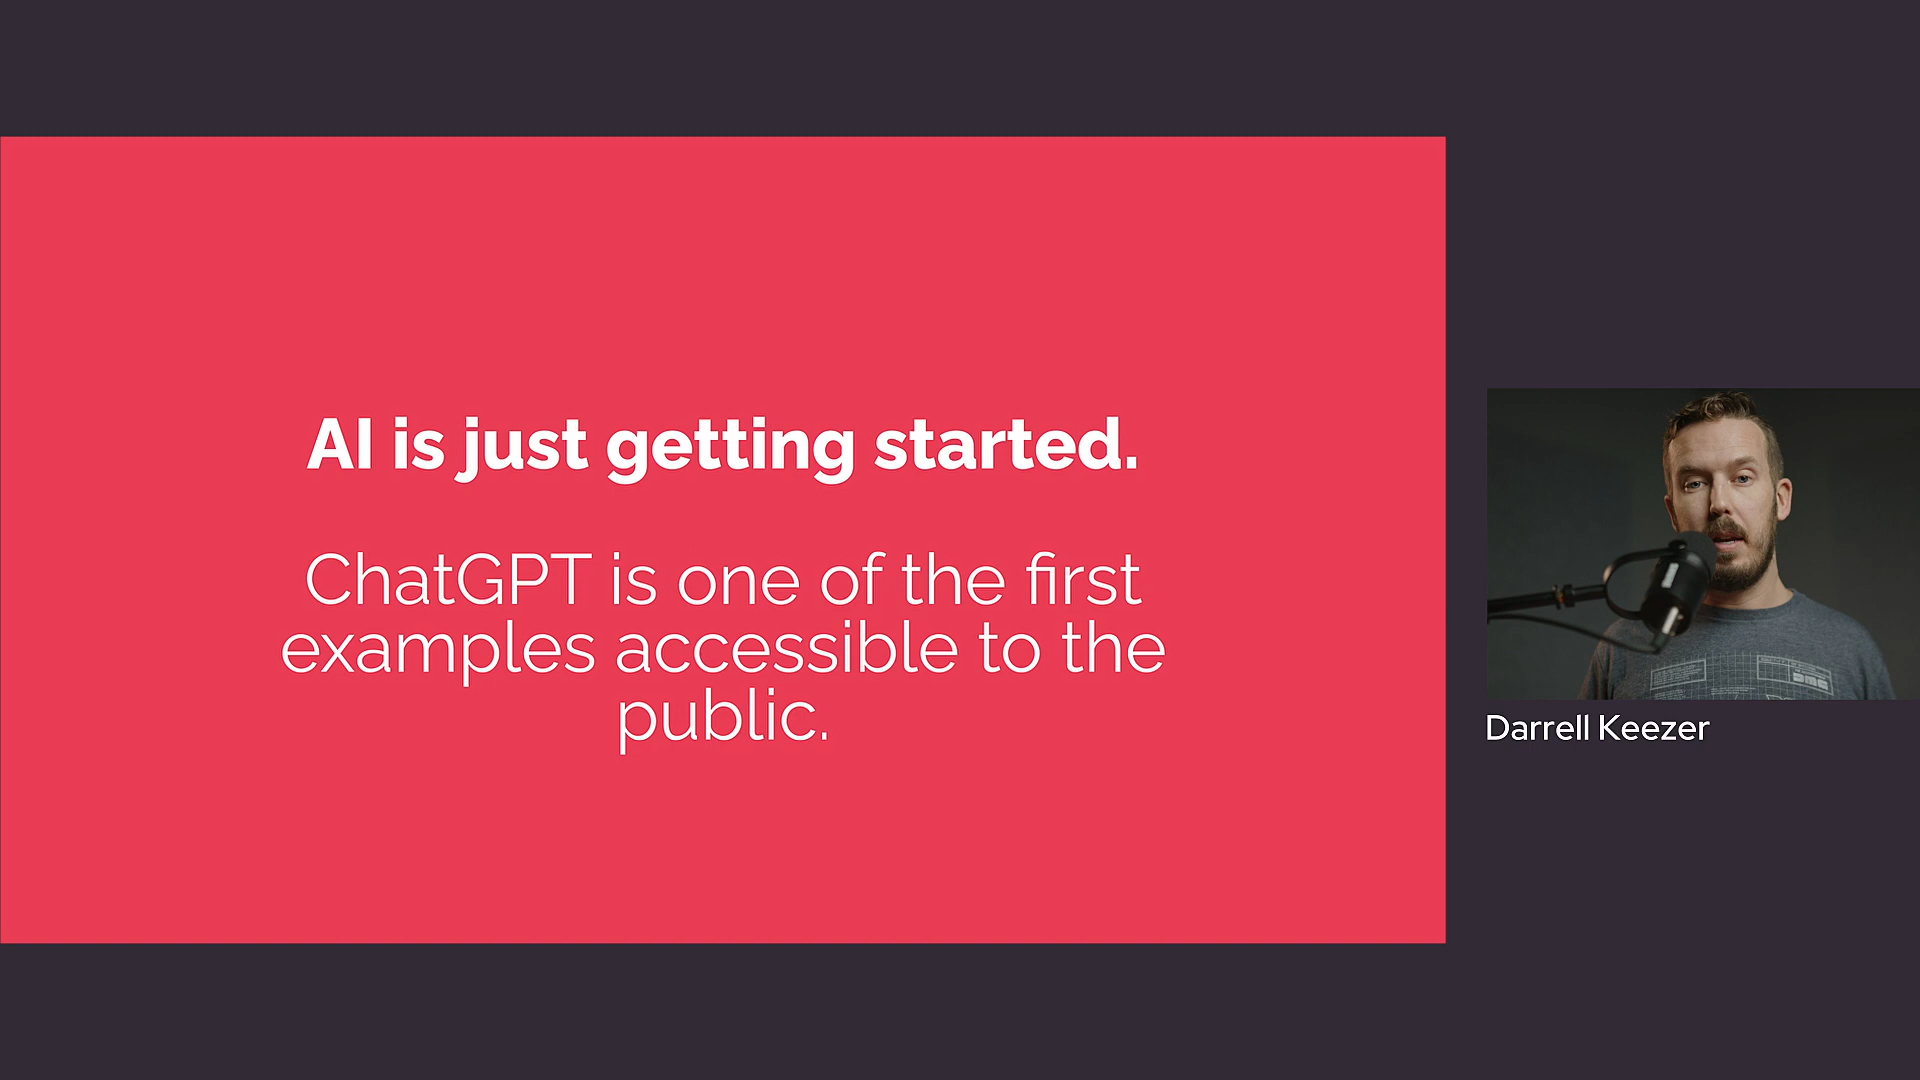 AI is just getting started.
ChatGPT is one of the first
examples accessible to the
public.
Darrell Keezer